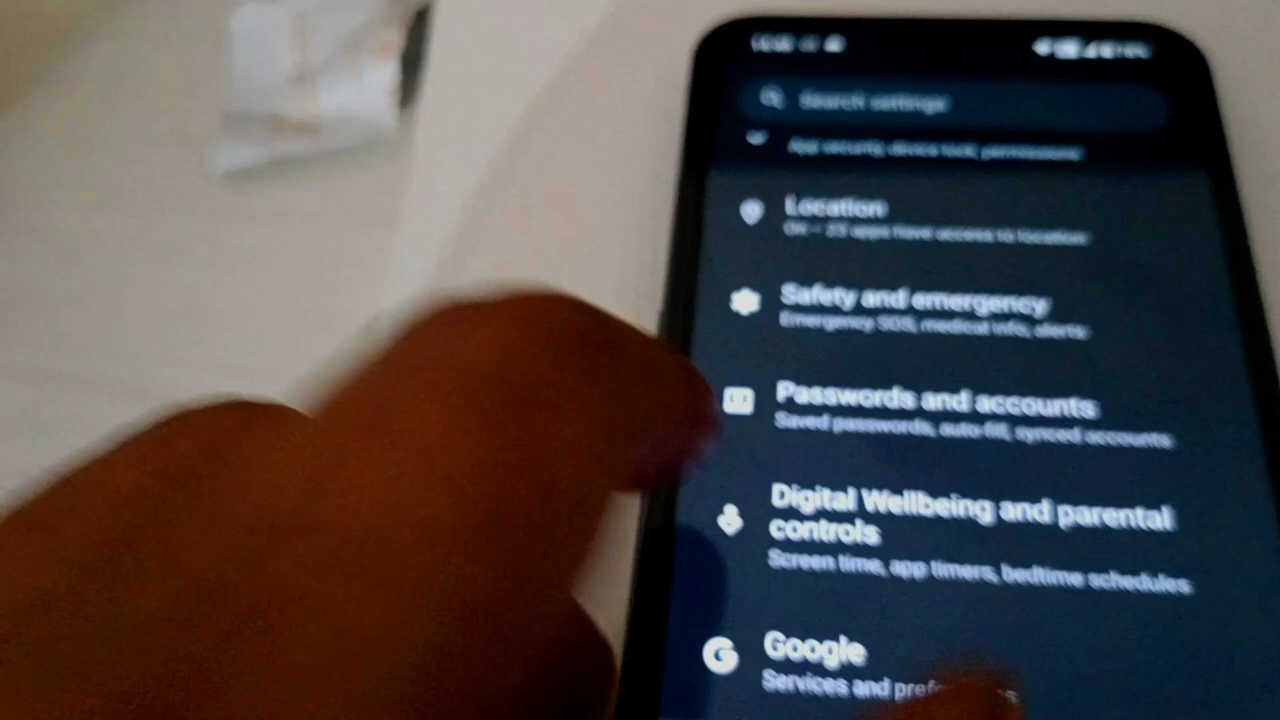 Search settings
App security, device lock, permissions
Location
On – 23 apps have access to location
Safety and emergency
Emergency SOS, medical info, alerts
Passwords and accounts
Saved passwords, auto-fill, synced accounts
Digital Wellbeing and parental
controls
Screen time, app timers, bedtime schedules
Google
Services and